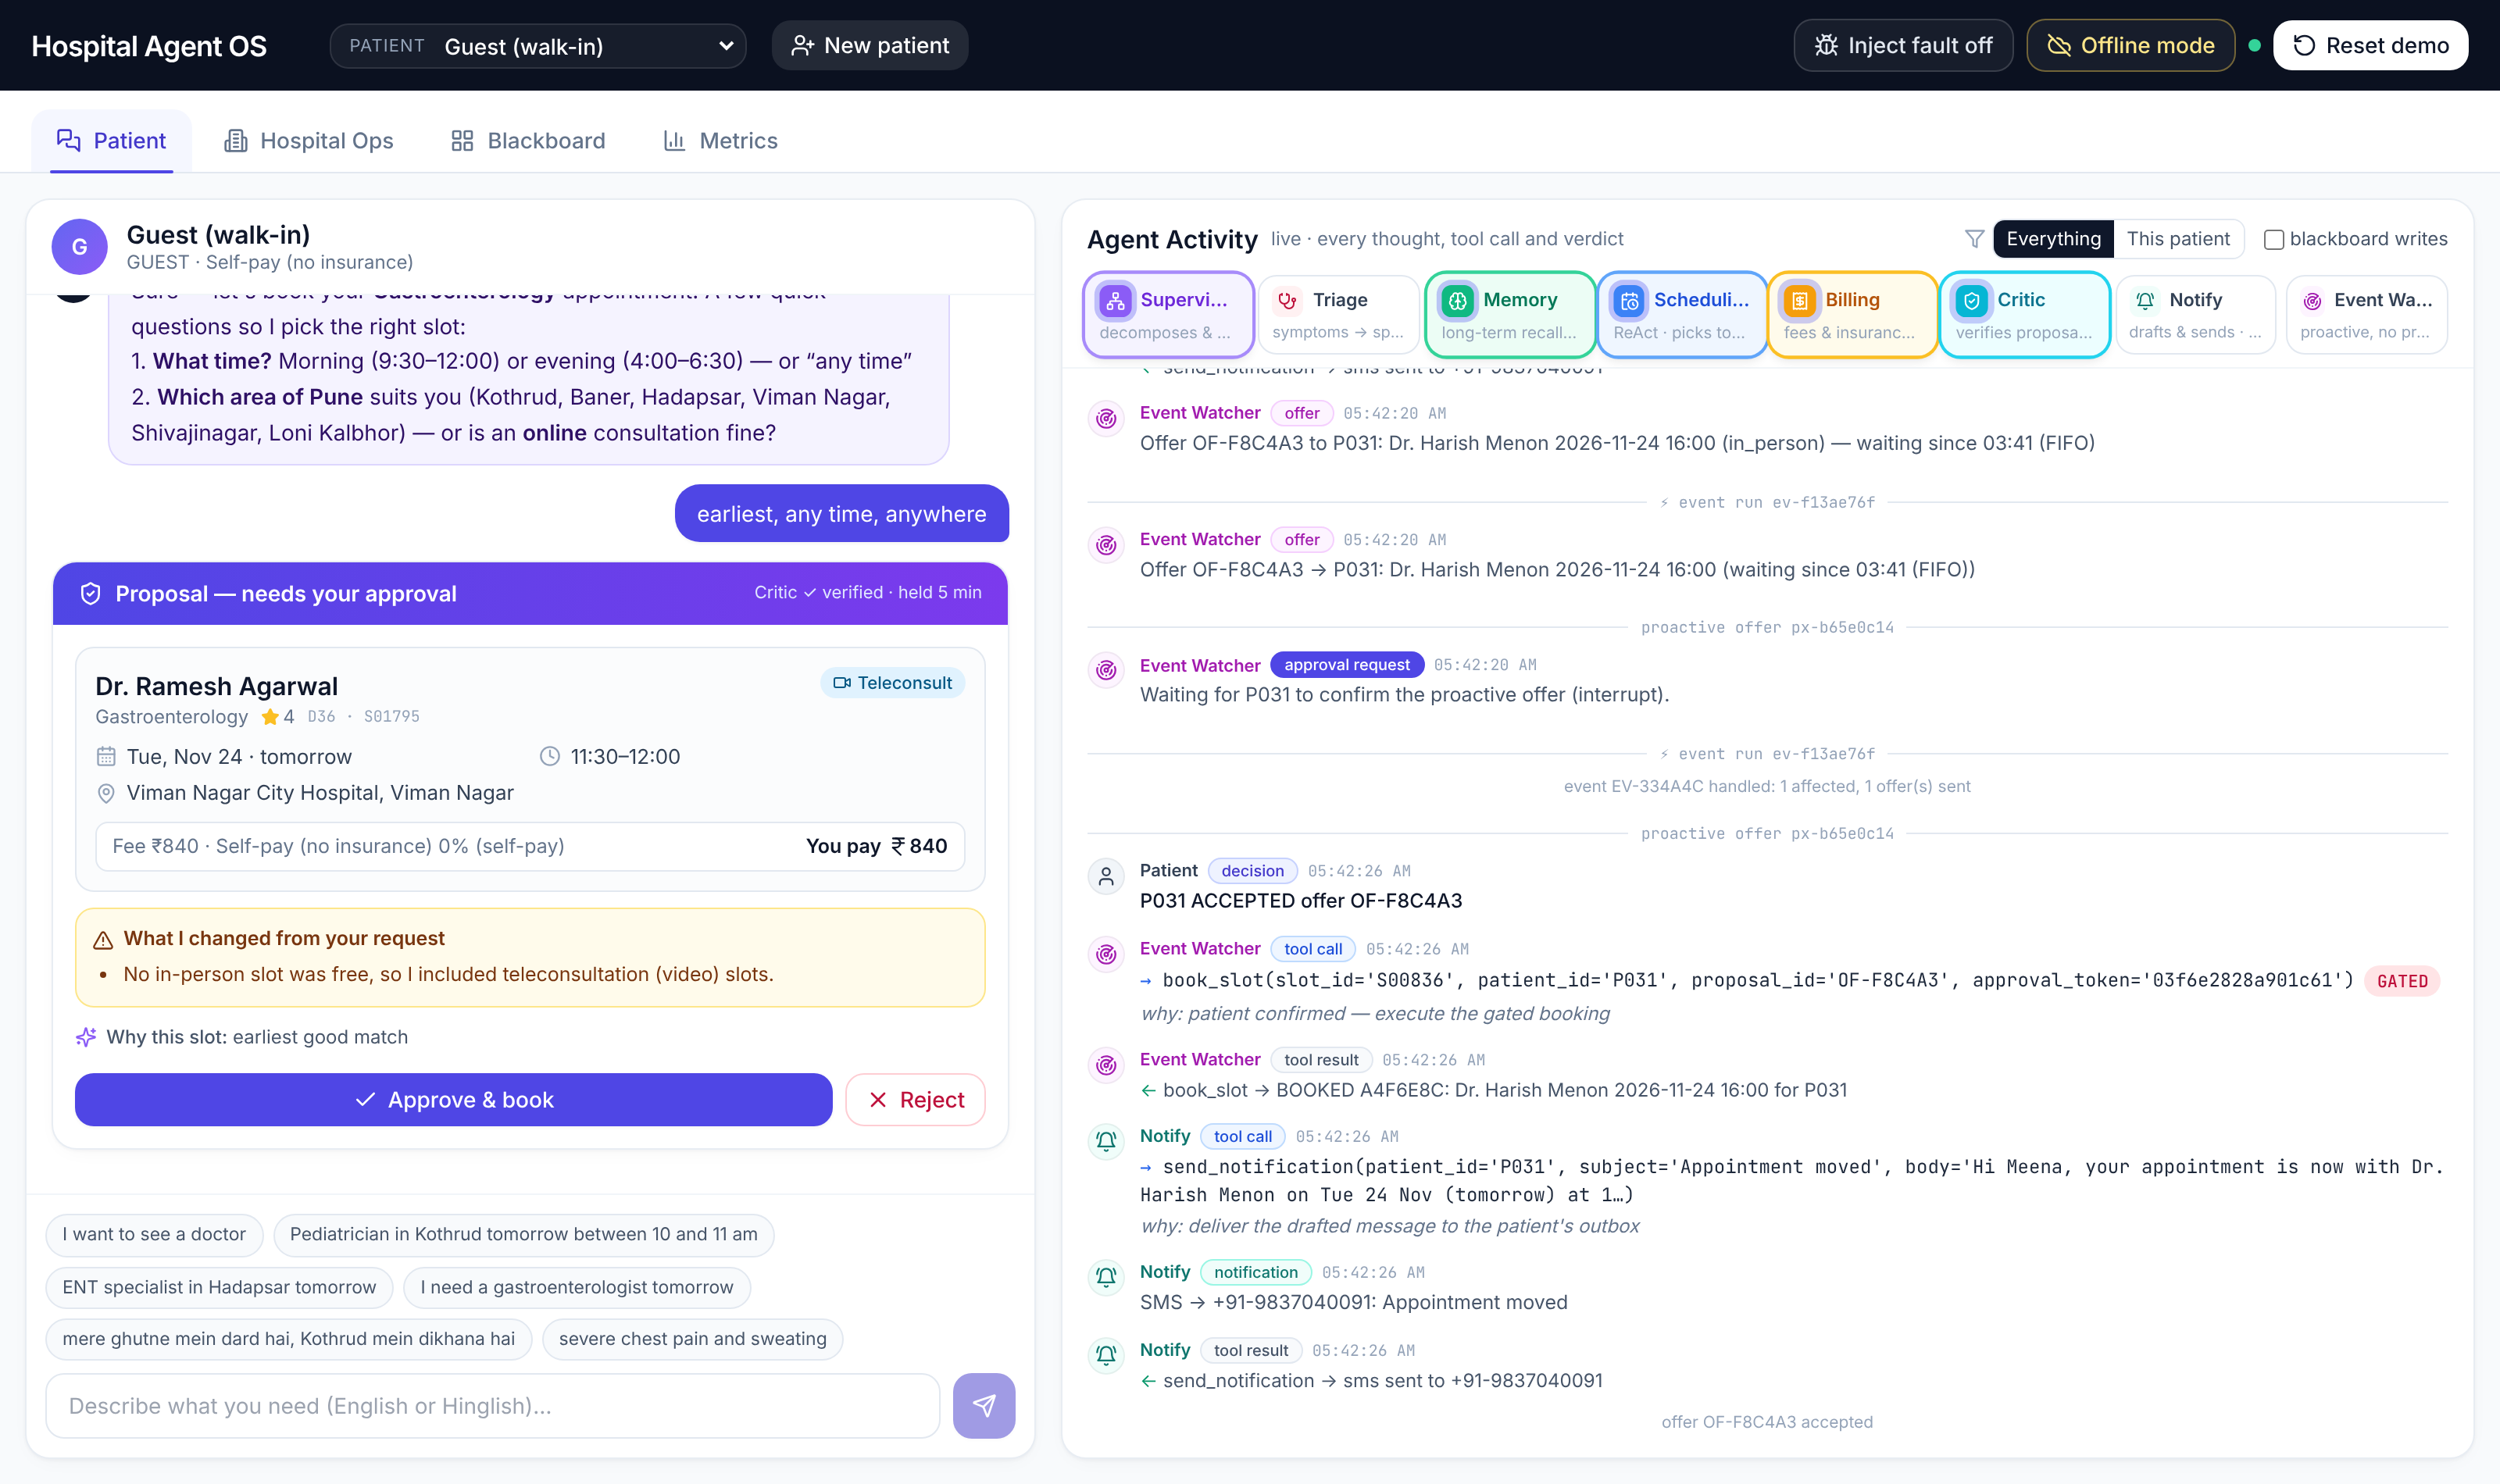 Hospital Agent OS
PATIENT Guest (walk-in)
New patient
Inject fault off
Offline mode
Reset demo
Patient
Hospital Ops
Blackboard
Metrics
G
Guest (walk-in)
GUEST · Self-pay (no insurance)
questions so I pick the right slot:
1. What time? Morning (9:30–12:00) or evening (4:00–6:30) — or “any time”
2. Which area of Pune suits you (Kothrud, Baner, Hadapsar, Viman Nagar,
Shivajinagar, Loni Kalbhor) — or is an online consultation fine?
earliest, any time, anywhere
Proposal — needs your approval
Critic ✓ verified · held 5 min
Dr. Ramesh Agarwal
Teleconsult
Gastroenterology ⭐ 4 D36 · S01795
Tue, Nov 24 · tomorrow
11:30–12:00
Viman Nagar City Hospital, Viman Nagar
Fee ₹840 · Self-pay (no insurance) 0% (self-pay)
You pay ₹840
What I changed from your request
• No in-person slot was free, so I included teleconsultation (video) slots.
Why this slot: earliest good match
Approve & book
Reject
I want to see a doctor
Pediatrician in Kothrud tomorrow between 10 and 11 am
ENT specialist in Hadapsar tomorrow
I need a gastroenterologist tomorrow
mere ghutne mein dard hai, Kothrud mein dikhana hai
severe chest pain and sweating
Describe what you need (English or Hinglish)...
Agent Activity
live · every thought, tool call and verdict
Everything
This patient
blackboard writes
Supervi...
decomposes & ...
Triage
symptoms → sp...
Memory
long-term recall...
Scheduli...
ReAct · picks to...
Billing
fees & insuranc...
Critic
verifies proposa...
Notify
drafts & sends · ...
Event Wa...
proactive, no pr...
Event Watcher offer 05:42:20 AM
Offer OF-F8C4A3 to P031: Dr. Harish Menon 2026-11-24 16:00 (in_person) — waiting since 03:41 (FIFO)
⚡ event run ev-f13ae76f
Event Watcher offer 05:42:20 AM
Offer OF-F8C4A3 → P031: Dr. Harish Menon 2026-11-24 16:00 (waiting since 03:41 (FIFO))
proactive offer px-b65e0c14
Event Watcher approval request 05:42:20 AM
Waiting for P031 to confirm the proactive offer (interrupt).
⚡ event run ev-f13ae76f
event EV-334A4C handled: 1 affected, 1 offer(s) sent
proactive offer px-b65e0c14
Patient decision 05:42:26 AM
P031 ACCEPTED offer OF-F8C4A3
Event Watcher tool call 05:42:26 AM
→ book_slot(slot_id='S00836', patient_id='P031', proposal_id='OF-F8C4A3', approval_token='03f6e2828a901c61') GATED
why: patient confirmed — execute the gated booking
Event Watcher tool result 05:42:26 AM
← book_slot → BOOKED A4F6E8C: Dr. Harish Menon 2026-11-24 16:00 for P031
Notify tool call 05:42:26 AM
→ send_notification(patient_id='P031', subject='Appointment moved', body='Hi Meena, your appointment is now with Dr.
Harish Menon on Tue 24 Nov (tomorrow) at 1…)
why: deliver the drafted message to the patient's outbox
Notify notification 05:42:26 AM
SMS → +91-9837040091: Appointment moved
Notify tool result 05:42:26 AM
← send_notification → sms sent to +91-9837040091
offer OF-F8C4A3 accepted